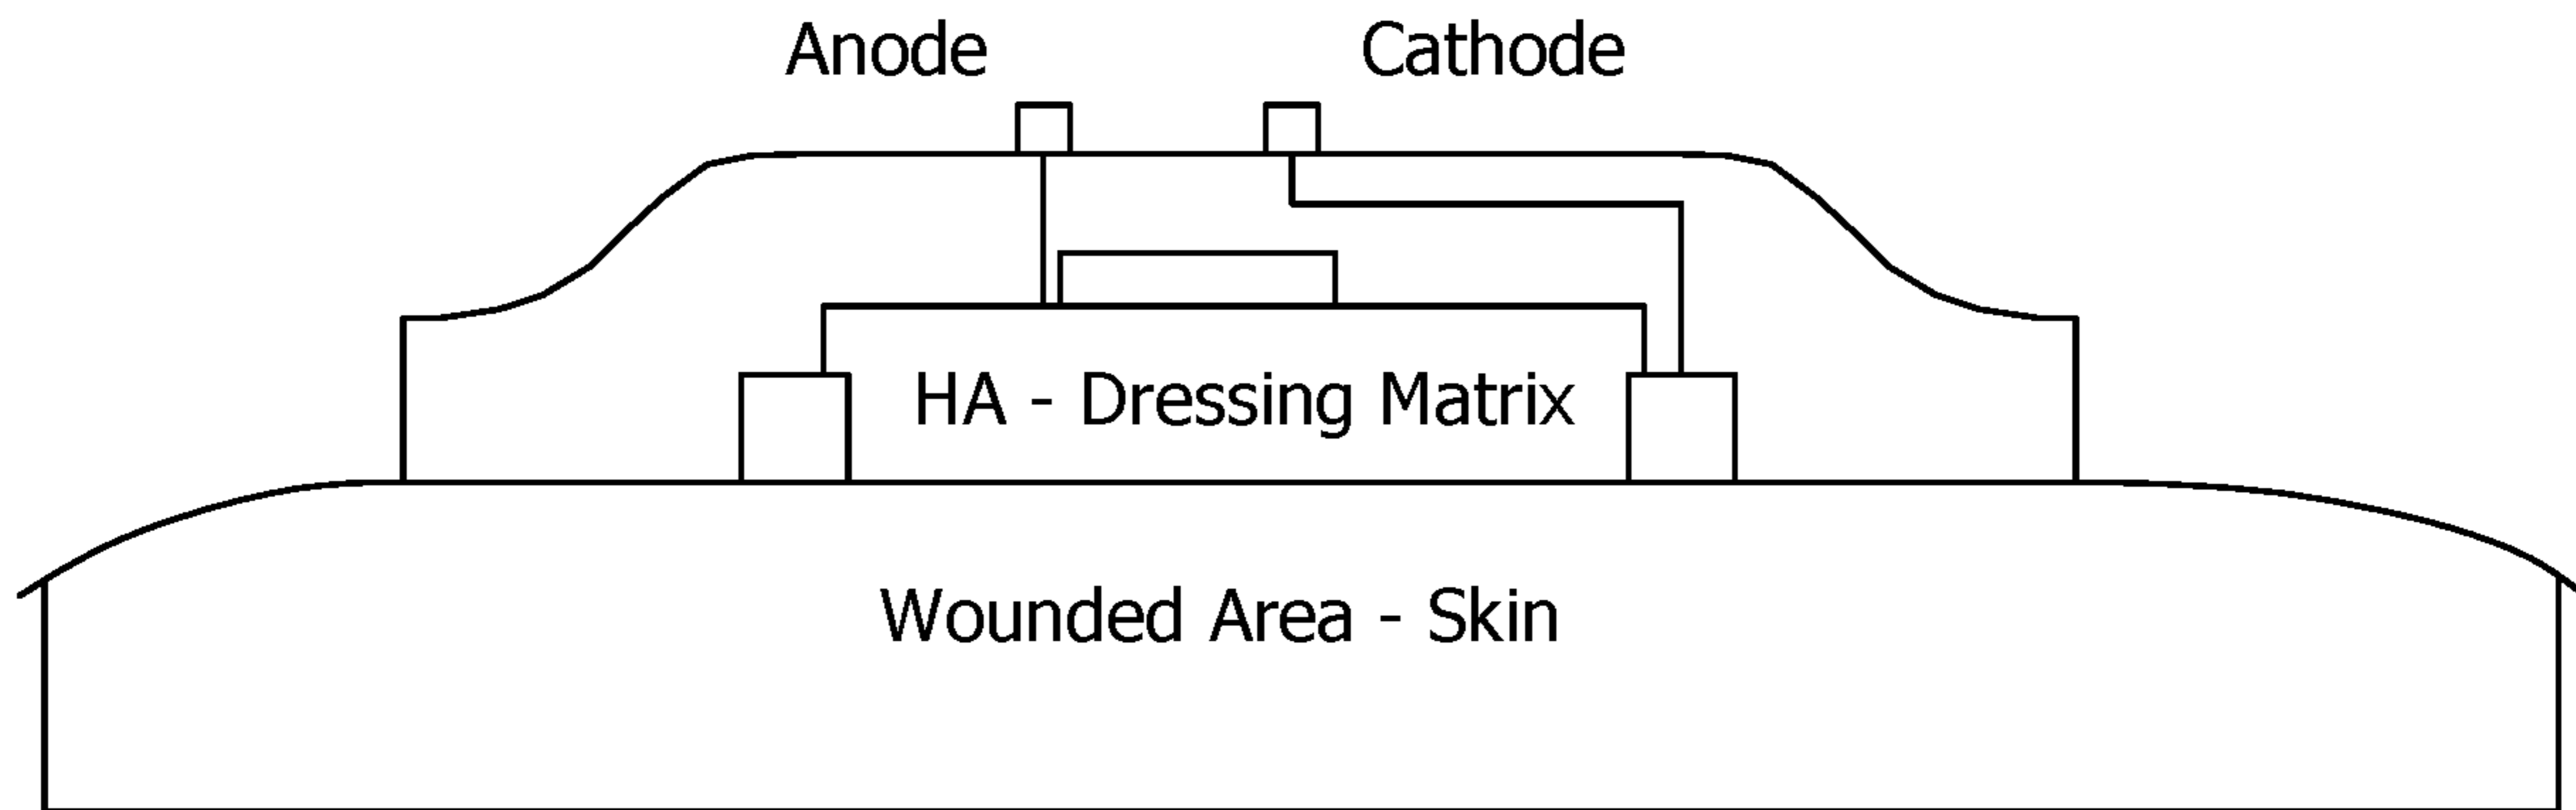 Anode
Cathode
HA - Dressing Matrix
Wounded Area - Skin